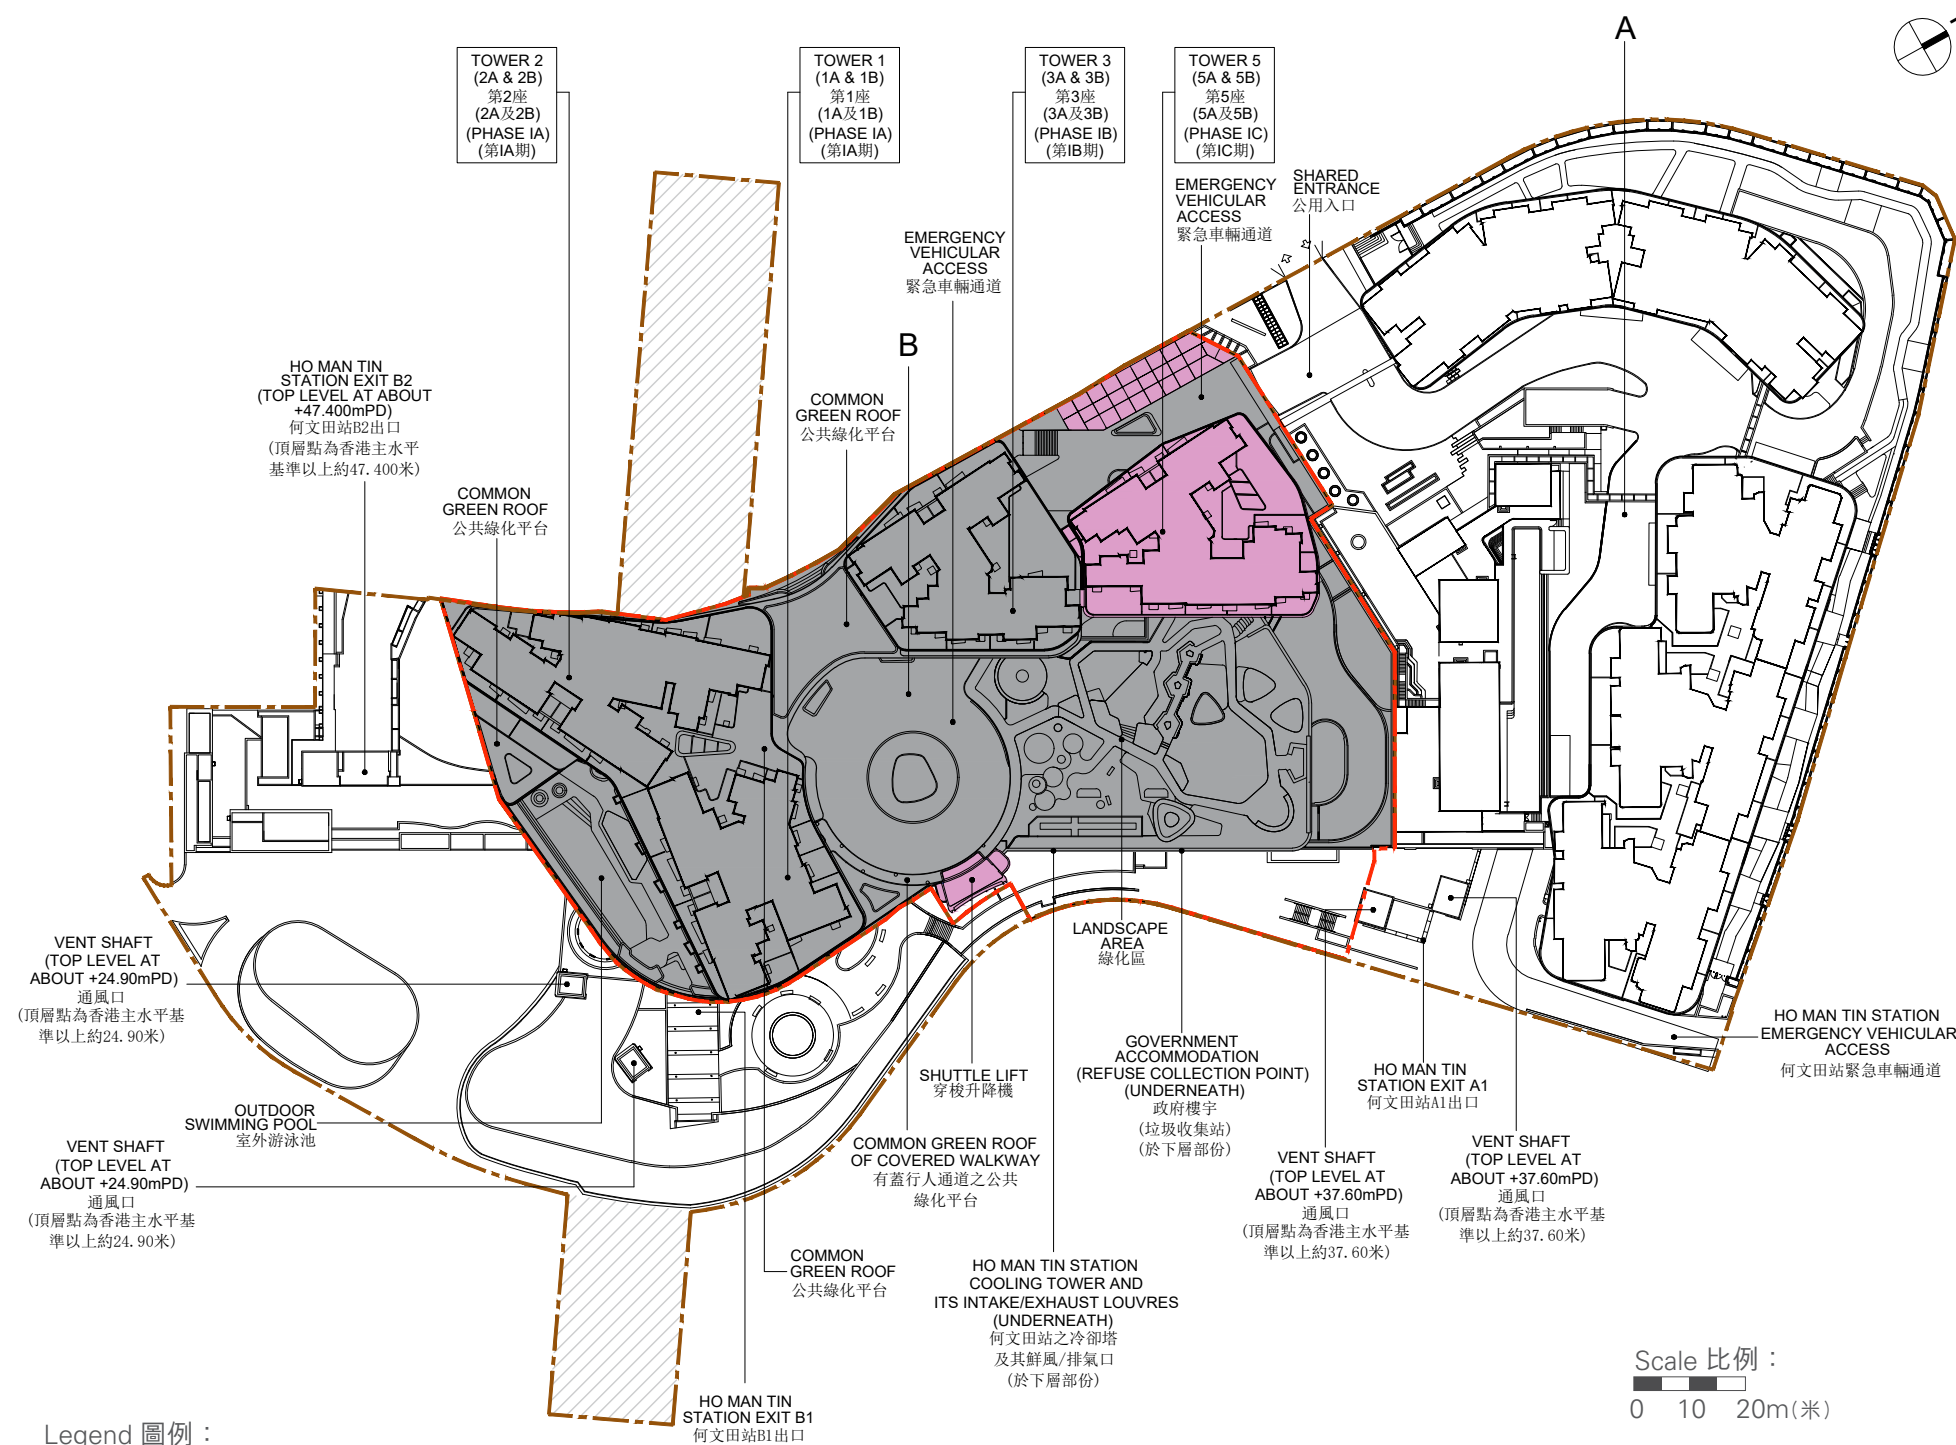 TOWER 2
(2A & 2B)
第2座
(2A及2B)
(PHASE IA)
(第IA期)
TOWER 1
(1A & 1B)
第1座
(1A及1B)
(PHASE IA)
(第IA期)
TOWER 3
(3A & 3B)
第3座
(3A及3B)
(PHASE IB)
(第IB期)
TOWER 5
(5A & 5B)
第5座
(5A及5B)
(PHASE IC)
(第IC期)
A
EMERGENCY
VEHICULAR
ACCESS
緊急車輛通道
SHARED
ENTRANCE
公用入口
EMERGENCY
VEHICULAR
ACCESS
緊急車輛通道
B
HO MAN TIN
STATION EXIT B2
(TOP LEVEL AT ABOUT
+47.400mPD)
何文田站B2出口
(頂層點為香港主水平
基準以上約47.400米)
COMMON
GREEN ROOF
公共綠化平台
COMMON
GREEN ROOF
公共綠化平台
VENT SHAFT
(TOP LEVEL AT
ABOUT +24.90mPD)
通風口
(頂層點為香港主水平基
準以上約24.90米)
OUTDOOR
SWIMMING POOL
室外游泳池
VENT SHAFT
(TOP LEVEL AT
ABOUT +24.90mPD)
通風口
(頂層點為香港主水平基
準以上約24.90米)
LANDSCAPE
AREA
綠化區
SHUTTLE LIFT
穿梭升降機
COMMON GREEN ROOF
OF COVERED WALKWAY
有蓋行人通道之公共
綠化平台
GOVERNMENT
ACCOMMODATION
(REFUSE COLLECTION POINT)
(UNDERNEATH)
政府樓宇
(垃圾收集站)
(於下層部份)
HO MAN TIN
STATION EXIT A1
何文田站A1出口
HO MAN TIN STATION
EMERGENCY VEHICULAR
ACCESS
何文田站緊急車輛通道
VENT SHAFT
(TOP LEVEL AT
ABOUT +37.60mPD)
通風口
(頂層點為香港主水平基
準以上約37.60米)
VENT SHAFT
(TOP LEVEL AT
ABOUT +37.60mPD)
通風口
(頂層點為香港主水平基
準以上約37.60米)
COMMON
GREEN ROOF
公共綠化平台
HO MAN TIN STATION
COOLING TOWER AND
ITS INTAKE/EXHAUST LOUVRES
(UNDERNEATH)
何文田站之冷卻塔
及其鮮風/排氣口
(於下層部份)
HO MAN TIN
STATION EXIT B1
何文田站B1出口
Scale 比例：
0 10 20m(米)
Legend 圖例：